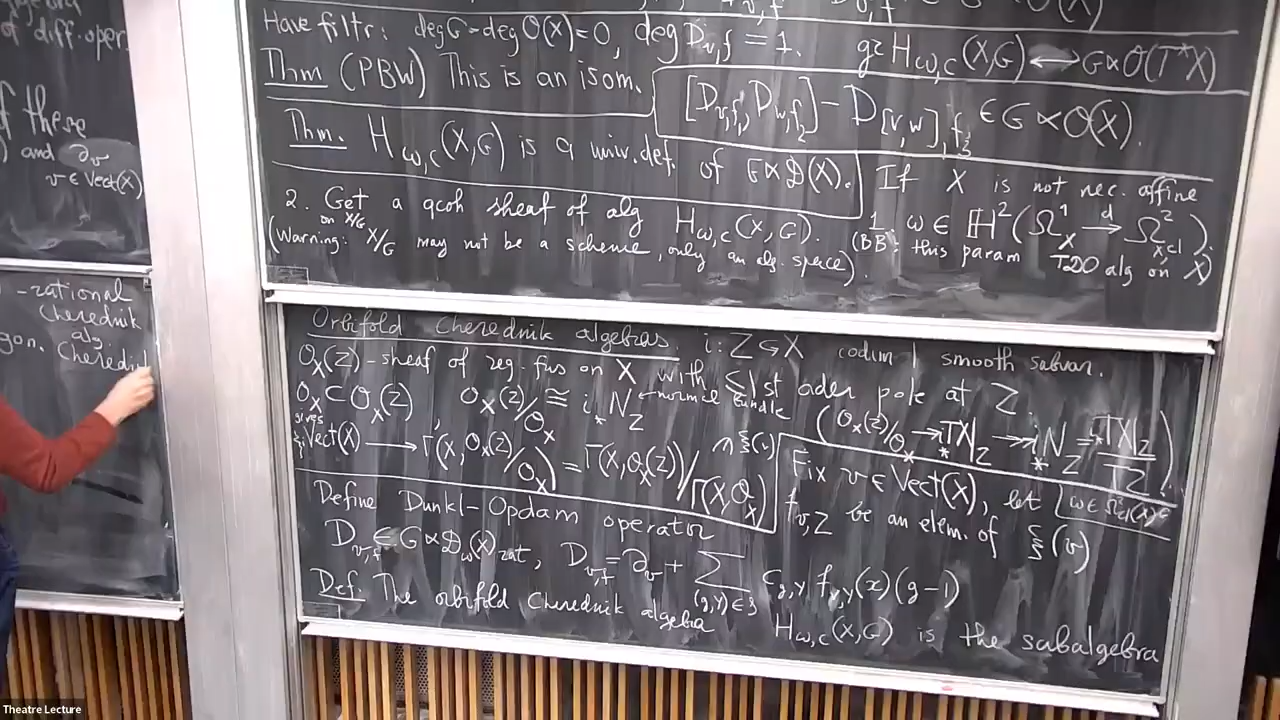 of diff. oper.
these
and ∂_v
v ∈ Vect(X)
-rational
Cherednik
alg.
gon. Cherednik
Have filtr: deg G = deg O(X) = 0, deg D_{v,f} = 1. gr H_{ω,c}(X,G) ⟷ G⋉O(T*X)
Thm (PBW) This is an isom.
[D_{v,f_1}, D_{w,f_2}] − D_{[v,w],f_3} ∈ G⋉O(X).
Thm. H_{ω,c}(X,G) is a univ. def. of G⋉D(X).
If X is not nec. affine
2. Get a qcoh sheaf of alg H_{ω,c}(X,G).
on X/G
1. ω ∈ H²(Ω¹_X →^d Ω²_{X,cl}).
(Warning: X/G may not be a scheme, only an alg. space)
(BB: this param TDO alg on X)
Orbifold Cherednik algebras i: Z ↪ X codim 1 smooth subvar.
O_X(Z) - sheaf of reg. fns on X with ≤ 1st order pole at Z.
O_X ⊂ O_X(Z), O_X(Z)/O_X ≅ i_* N_Z ← normal bundle
(O_X(Z)/O_X → i_* TX|_Z →→ i_* N_Z = i_* TX|_Z / TZ).
gives
ξ: Vect(X) ⟶ Γ(X, O_X(Z)/O_X) = Γ(X, O_X(Z))/Γ(X, O_X)
∩ ξ(v)
Fix v ∈ Vect(X), let ω ∈ Ω²_{cl}(X)^G
f_{v,Z} be an elem. of ξ(v)
Define Dunkl-Opdam operator
D_{v,f} ∈ G⋉D_ω(X)_{rat}, D_{v,f} = ∂_v + ∑_{(g,Y)∈S} c_{g,Y} f_{v,Y}(x)(g−1)
Def. The orbifold Cherednik algebra H_{ω,c}(X,G) is the subalgebra
Theatre Lecture